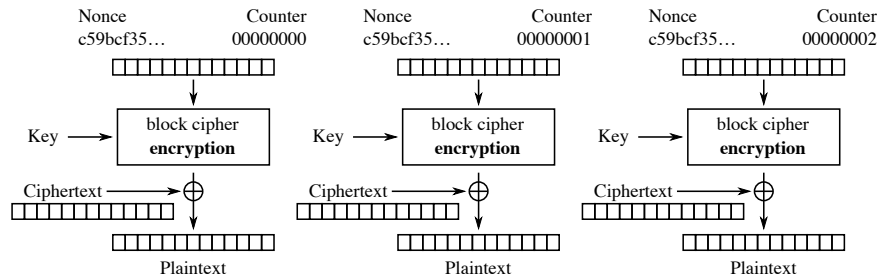 Nonce Counter
c59bcf35... 00000000
Key
block cipher
encryption
Ciphertext
Plaintext
Nonce Counter
c59bcf35... 00000001
Key
block cipher
encryption
Ciphertext
Plaintext
Nonce Counter
c59bcf35... 00000002
Key
block cipher
encryption
Ciphertext
Plaintext